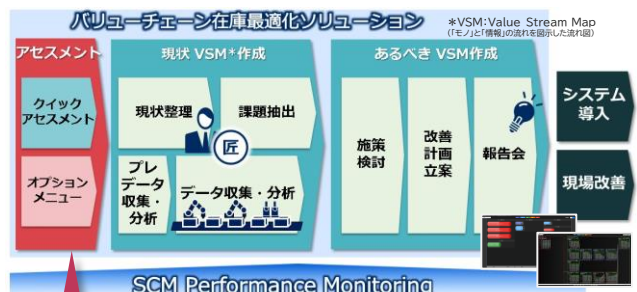 バリューチェーン在庫最適化ソリューション
*VSM:Value Stream Map
(「モノ」と「情報」の流れを図示した流れ図)
アセスメント
クイック
アセスメント
オプション
メニュー
現状 VSM*作成
現状整理
課題抽出
匠
プレ
データ
収集・
分析
データ収集・分析
あるべき VSM作成
施策
検討
改善
計画
立案
報告会
システム
導入
現場改善
SCM Performance Monitoring